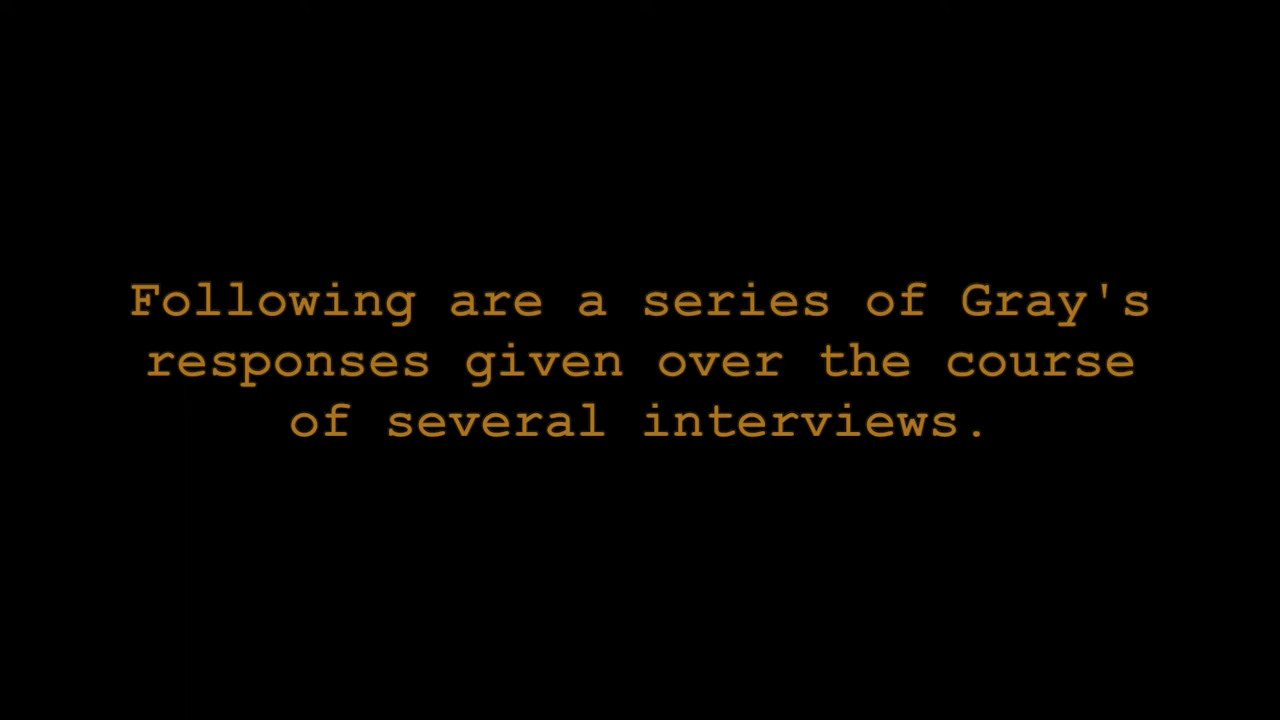 Following are a series of Gray's
responses given over the course
of several interviews.